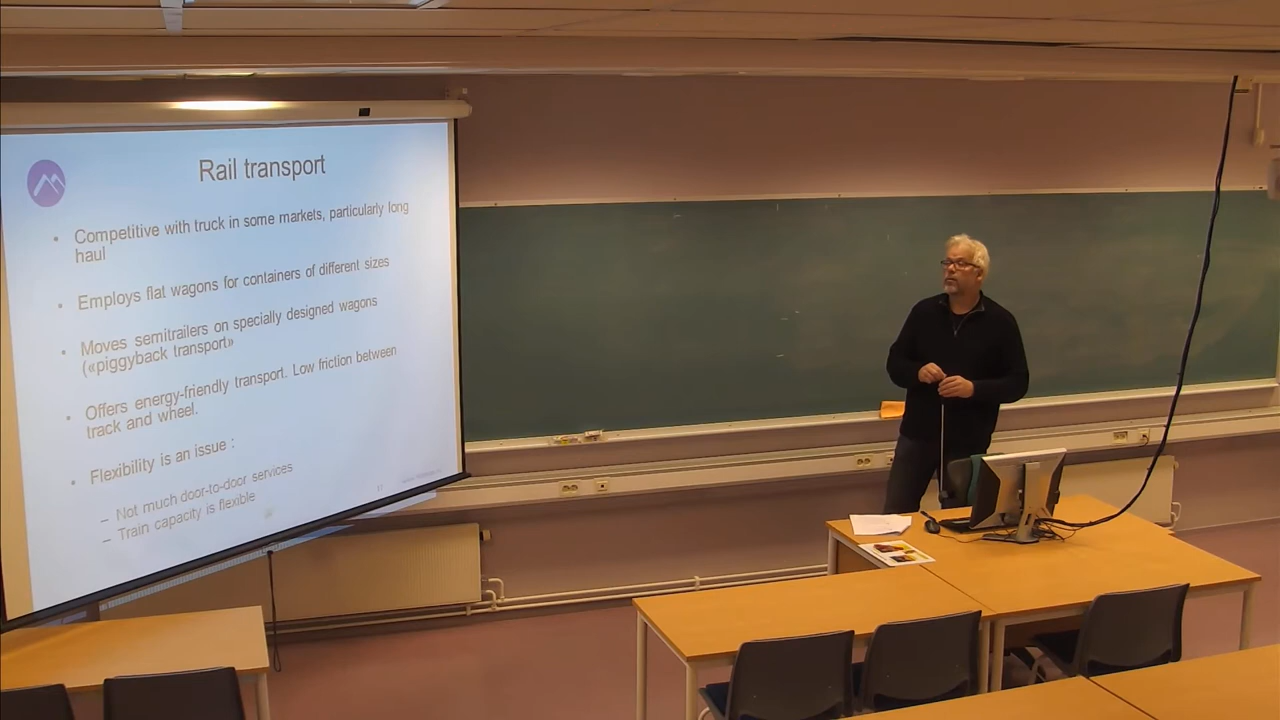 Rail transport
• Competitive with truck in some markets, particularly long
haul
• Employs flat wagons for containers of different sizes
• Moves semitrailers on specially designed wagons
(«piggyback transport»
• Offers energy-friendly transport. Low friction between
track and wheel.
• Flexibility is an issue :
– Not much door-to-door services
– Train capacity is flexible